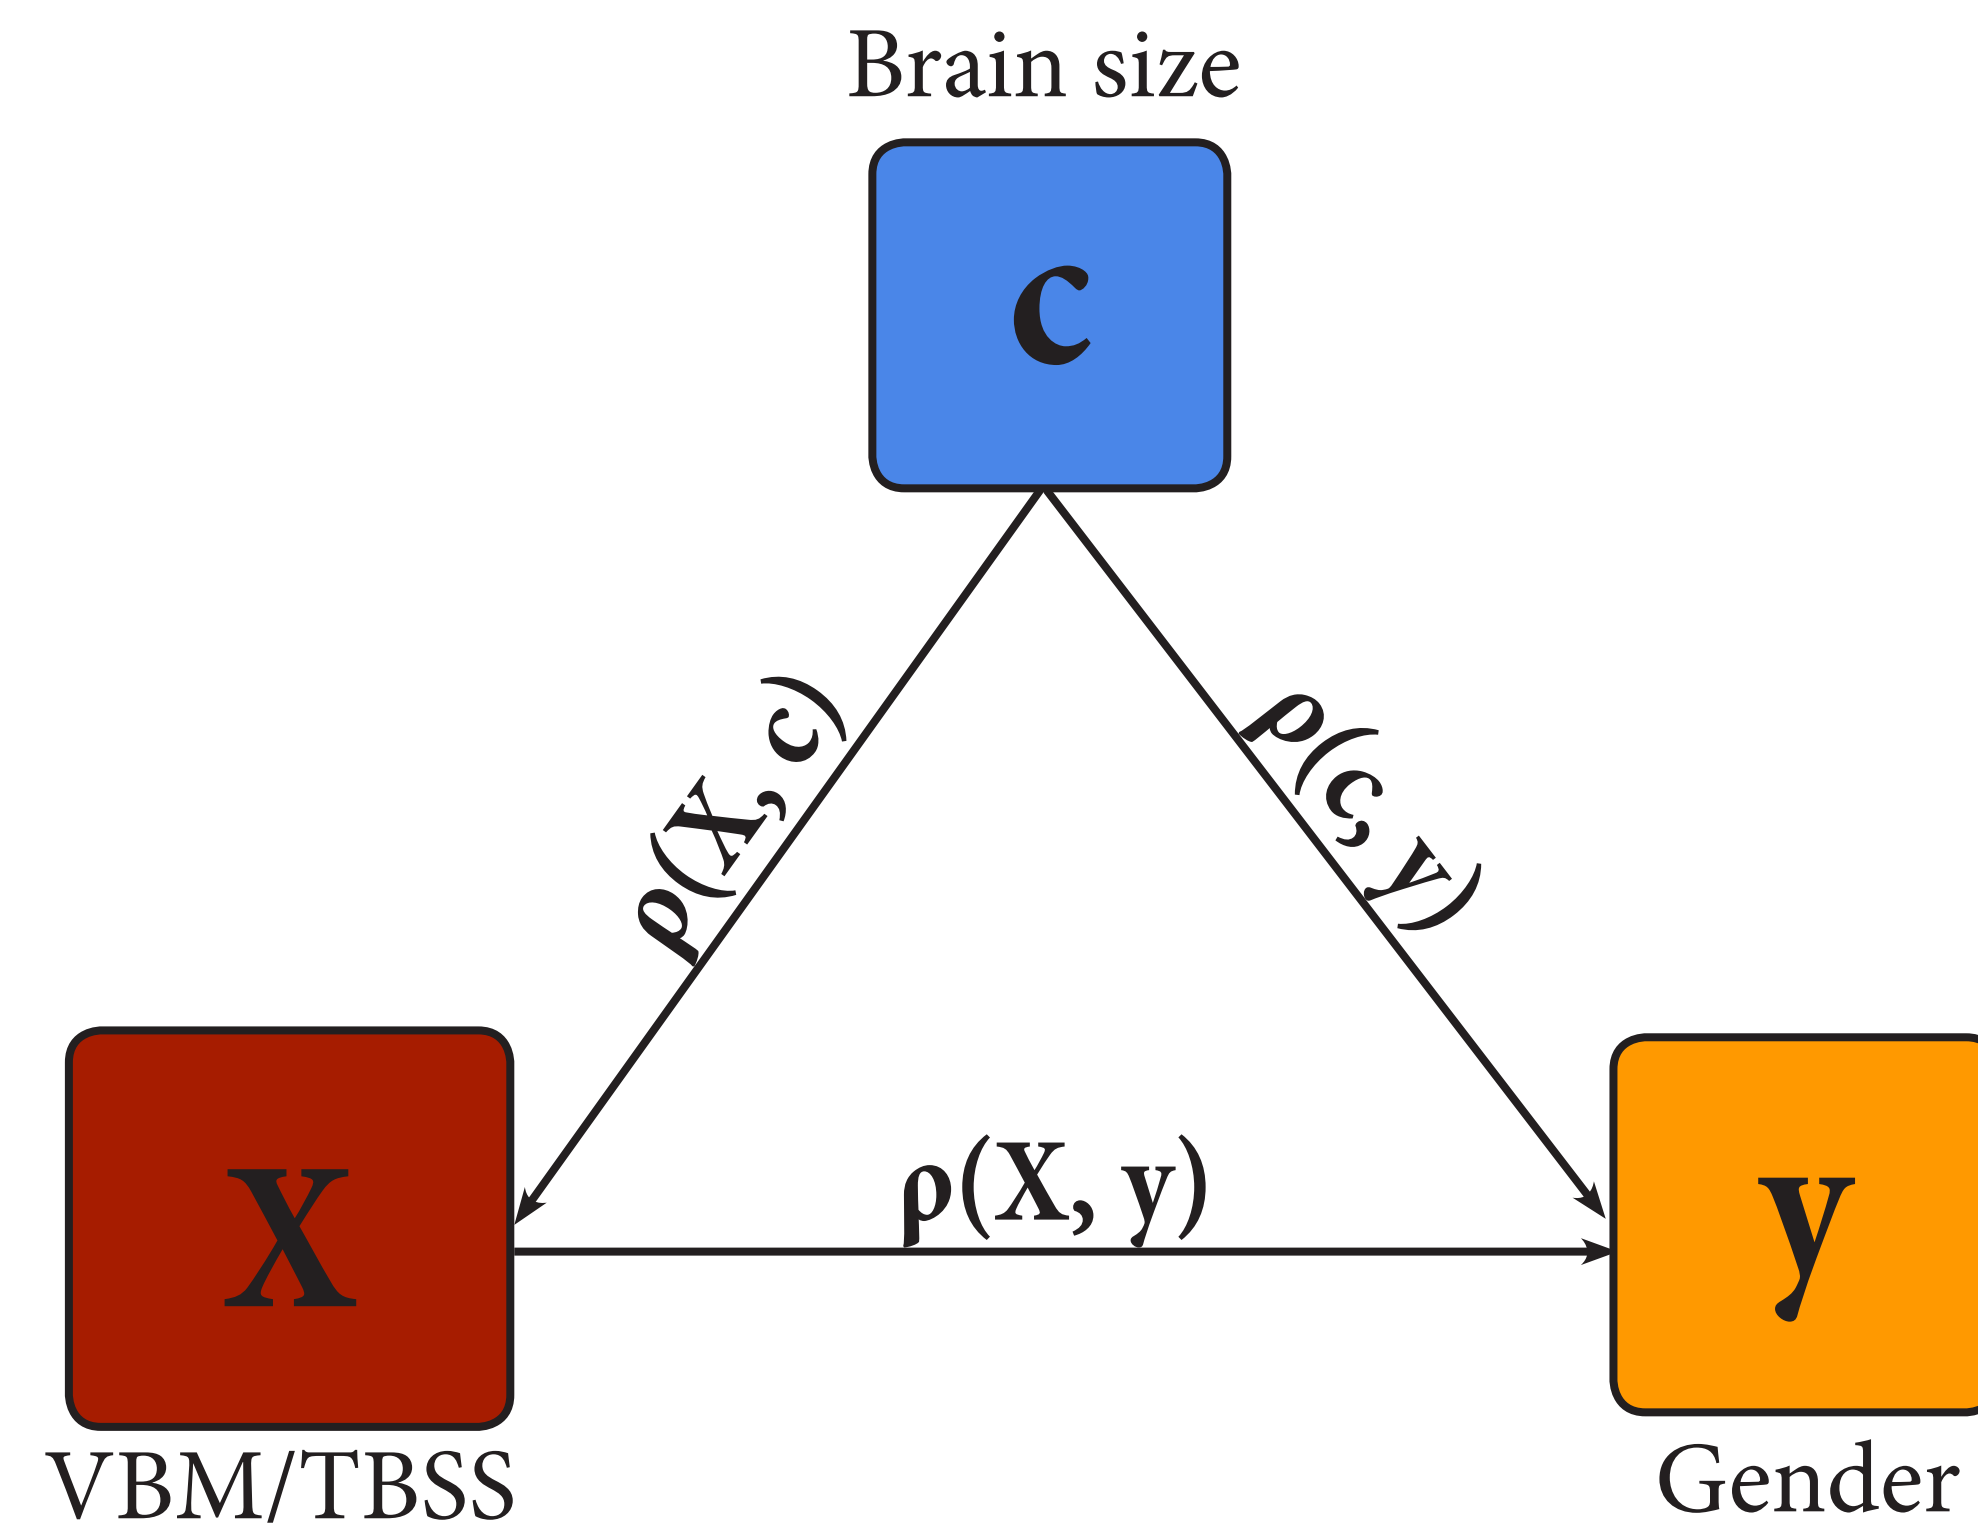 Brain size
c
ρ(X, c)
ρ(c, y)
ρ(X, y)
X
y
VBM/TBSS
Gender